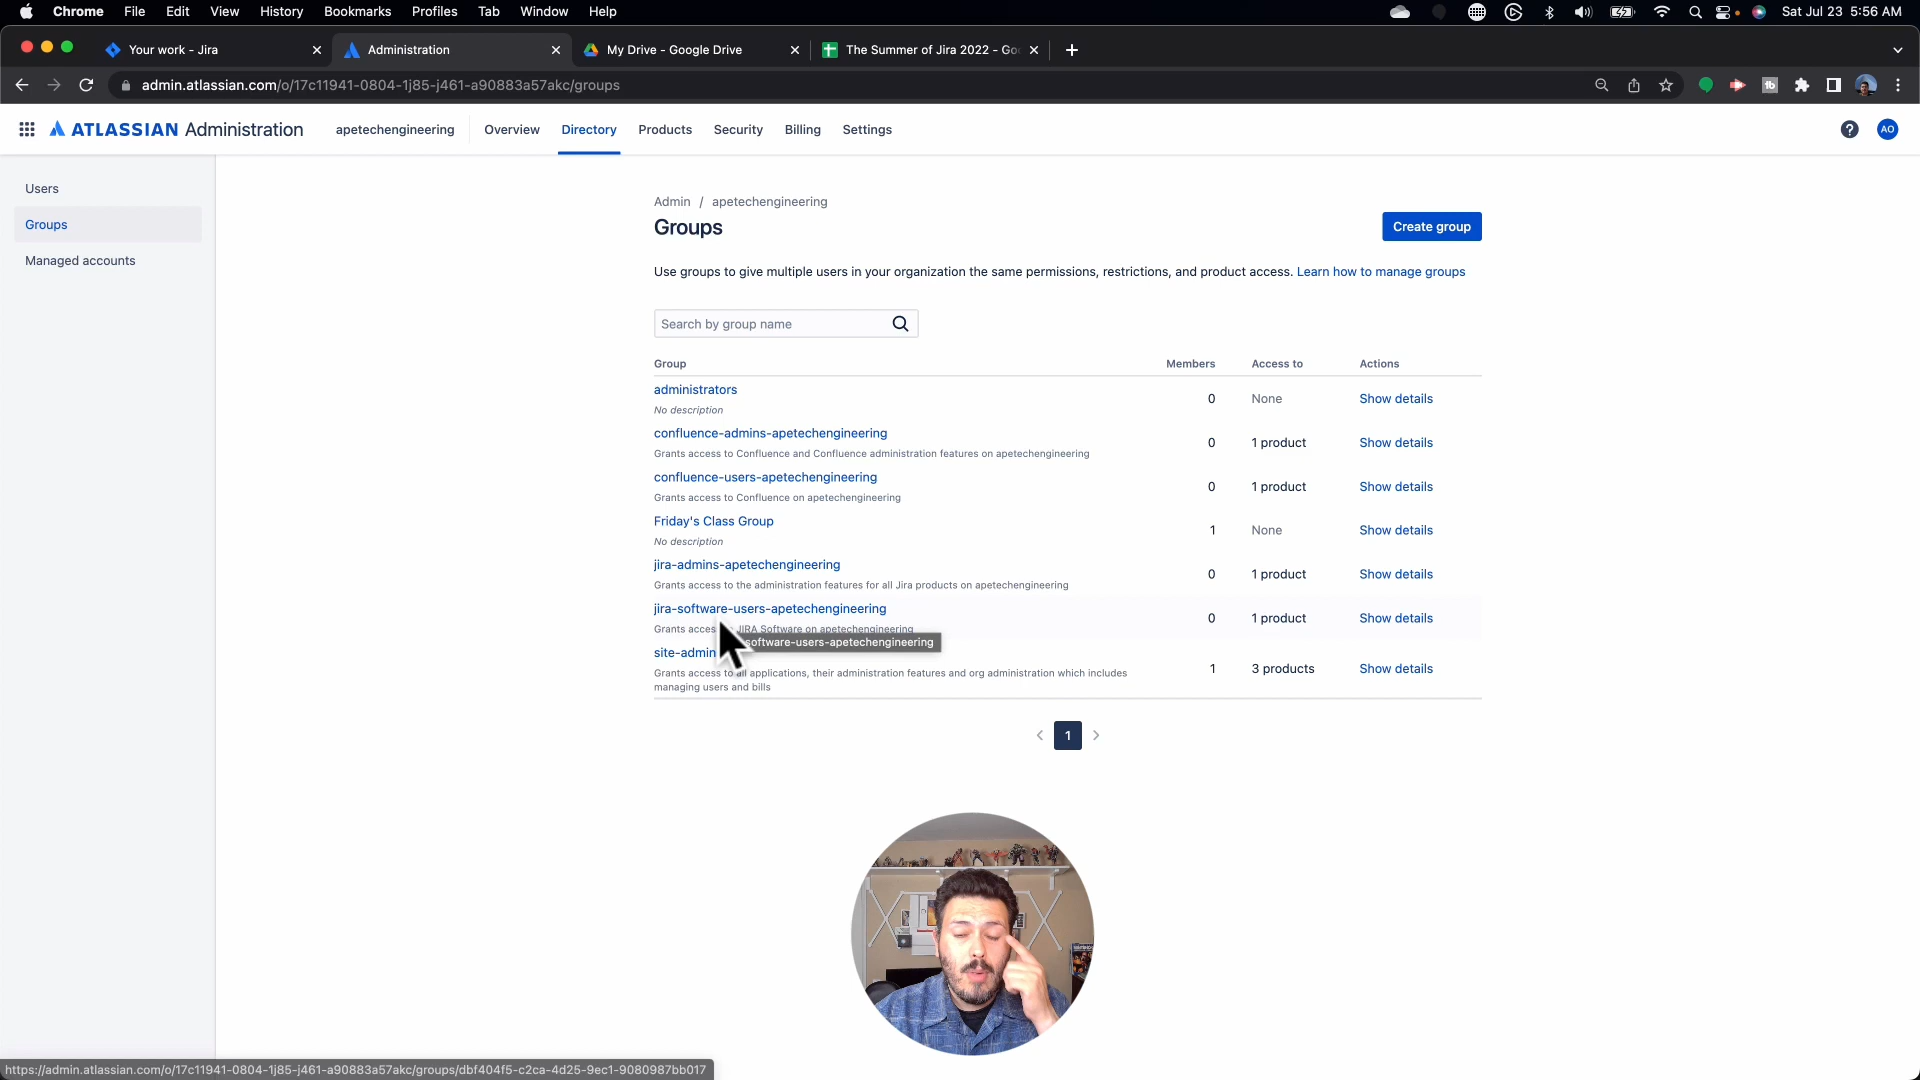 Chrome File Edit View History Bookmarks Profiles Tab Window Help Sat Jul 23 5:56 AM
Your work - Jira Administration My Drive - Google Drive The Summer of Jira 2022 - Go
admin.atlassian.com/o/17c11941-0804-1j85-j461-a90883a57akc/groups
ATLASSIAN Administration apetechengineering Overview Directory Products Security Billing Settings AO
Users
Groups
Managed accounts
Admin / apetechengineering
Groups
Create group
Use groups to give multiple users in your organization the same permissions, restrictions, and product access. Learn how to manage groups
Search by group name
Group Members Access to Actions
administrators
No description
0 None Show details
confluence-admins-apetechengineering
Grants access to Confluence and Confluence administration features on apetechengineering
0 1 product Show details
confluence-users-apetechengineering
Grants access to Confluence on apetechengineering
0 1 product Show details
Friday's Class Group
No description
1 None Show details
jira-admins-apetechengineering
Grants access to the administration features for all Jira products on apetechengineering
0 1 product Show details
jira-software-users-apetechengineering
Grants JIRA Software on apetechengineering
software-users-apetechengineering
0 1 product Show details
site-admin
Grants access to all applications, their administration features and org administration which includes
managing users and bills
1 3 products Show details
1
https://admin.atlassian.com/o/17c11941-0804-1j85-j461-a90883a57akc/groups/dbf404f5-c2ca-4d25-9ec1-9080987bb017